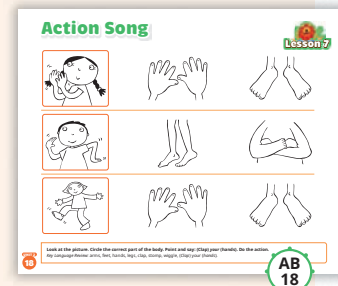 Action Song
Lesson 7
Look at the picture. Circle the correct part of the body. Point and say: (Clap) your (hands). Do the action.
Key Language Review: arms, feet, hands, legs, clap, stomp, wiggle, (Clap) your (hands).
18
AB
18